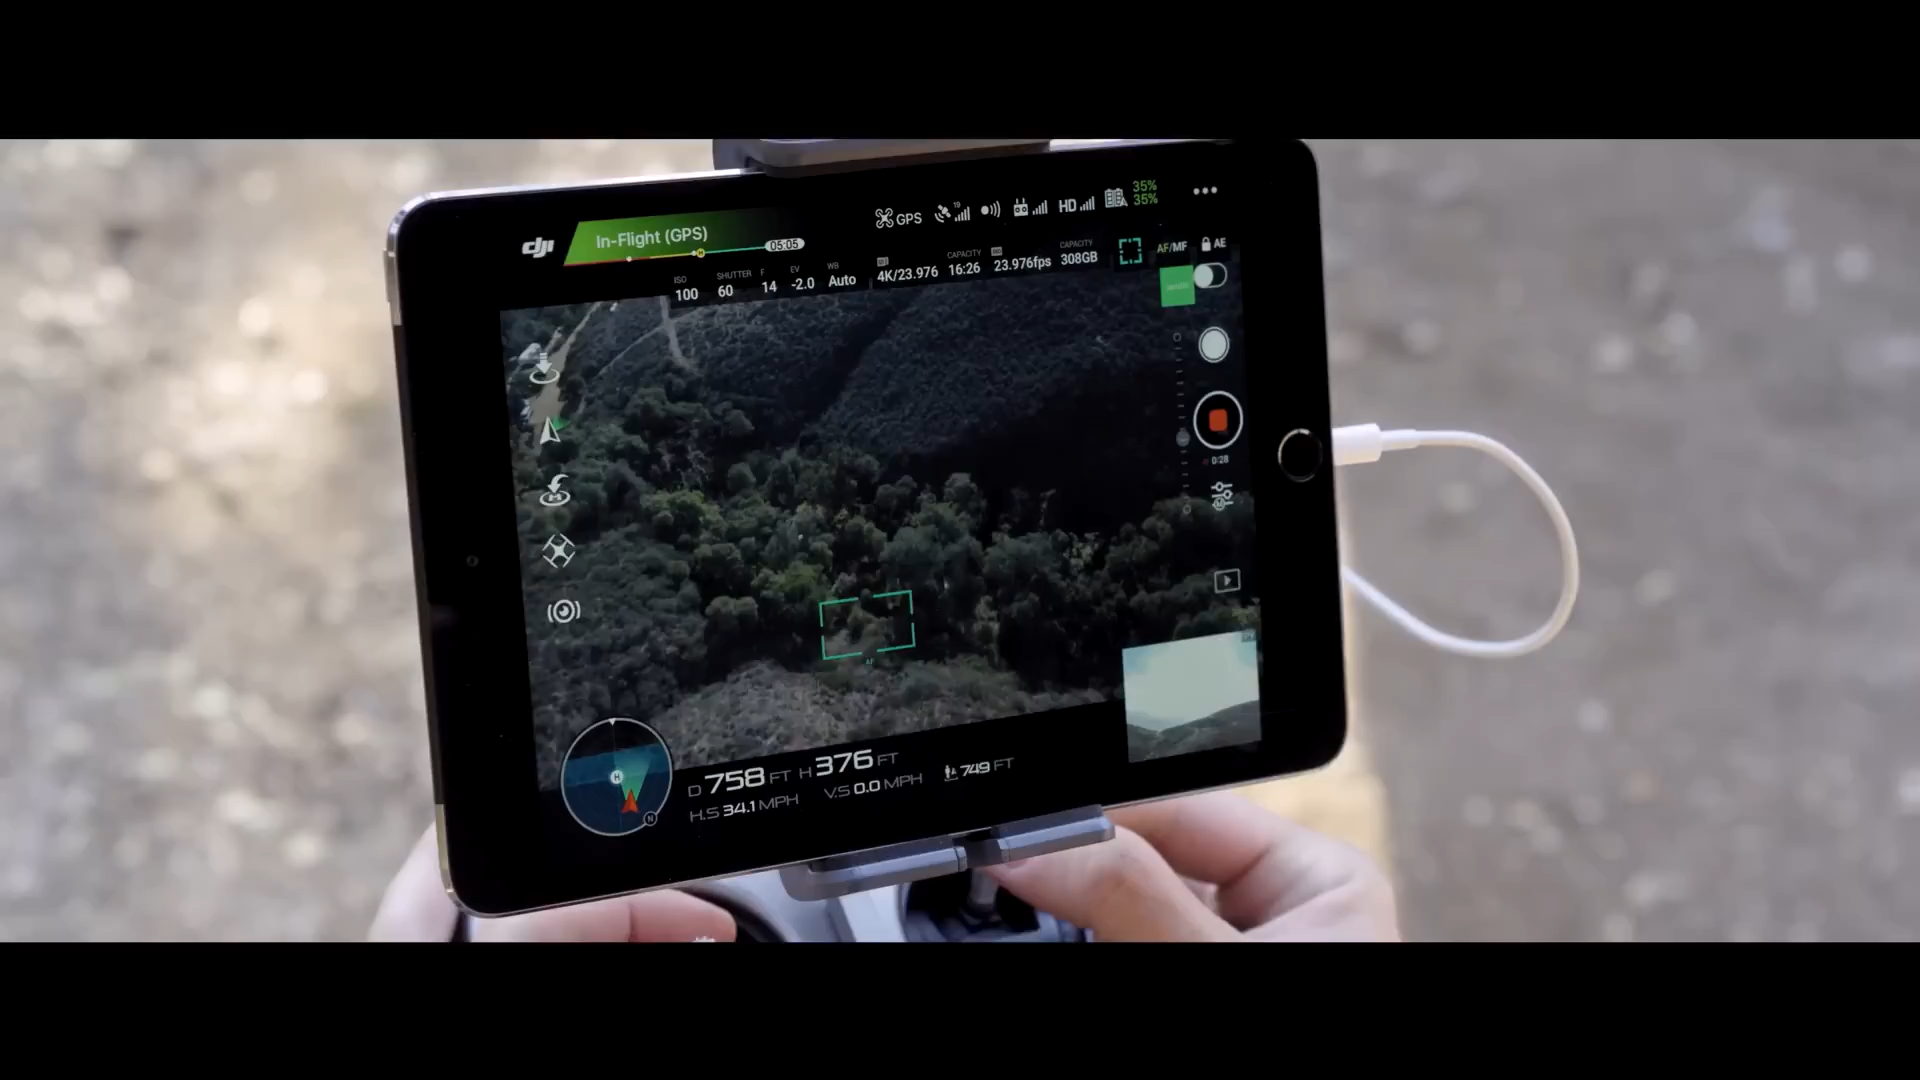 dji In-Flight (GPS) 05:05 GPS 19 HD 35% 35%
ISO 100 SHUTTER 60 F 14 EV -2.0 WB Auto 4K/23.976 CAPACITY 16:26 23.976fps CAPACITY 308GB AF/MF AE
0:28
AF
H
N
D 758 FT H 376 FT
H.S 34.1 MPH V.S 0.0 MPH 749 FT